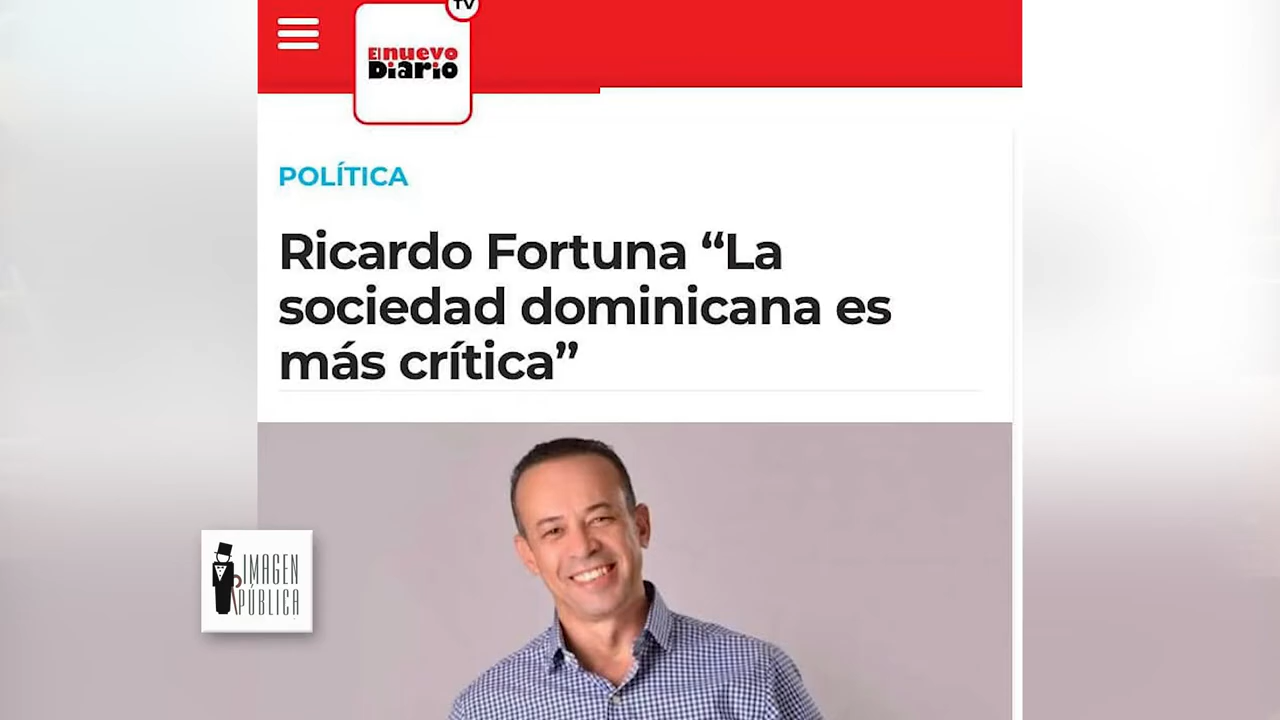 TV
El nuevo
Diario
POLÍTICA
Ricardo Fortuna “La
sociedad dominicana es
más crítica”
IMAGEN
PÚBLICA